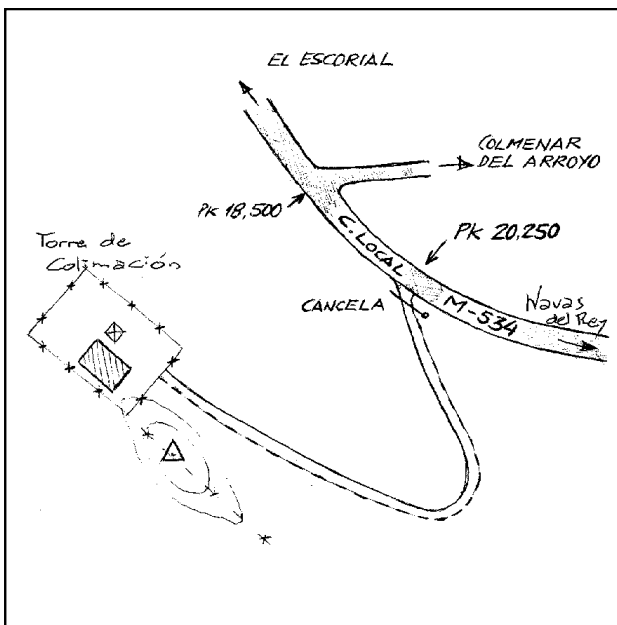 EL ESCORIAL
COLMENAR
DEL ARROYO
PK 18,500
C. LOCAL
PK 20,250
Torre de
Colimación
CANCELA
M-534
Navas
del Rey